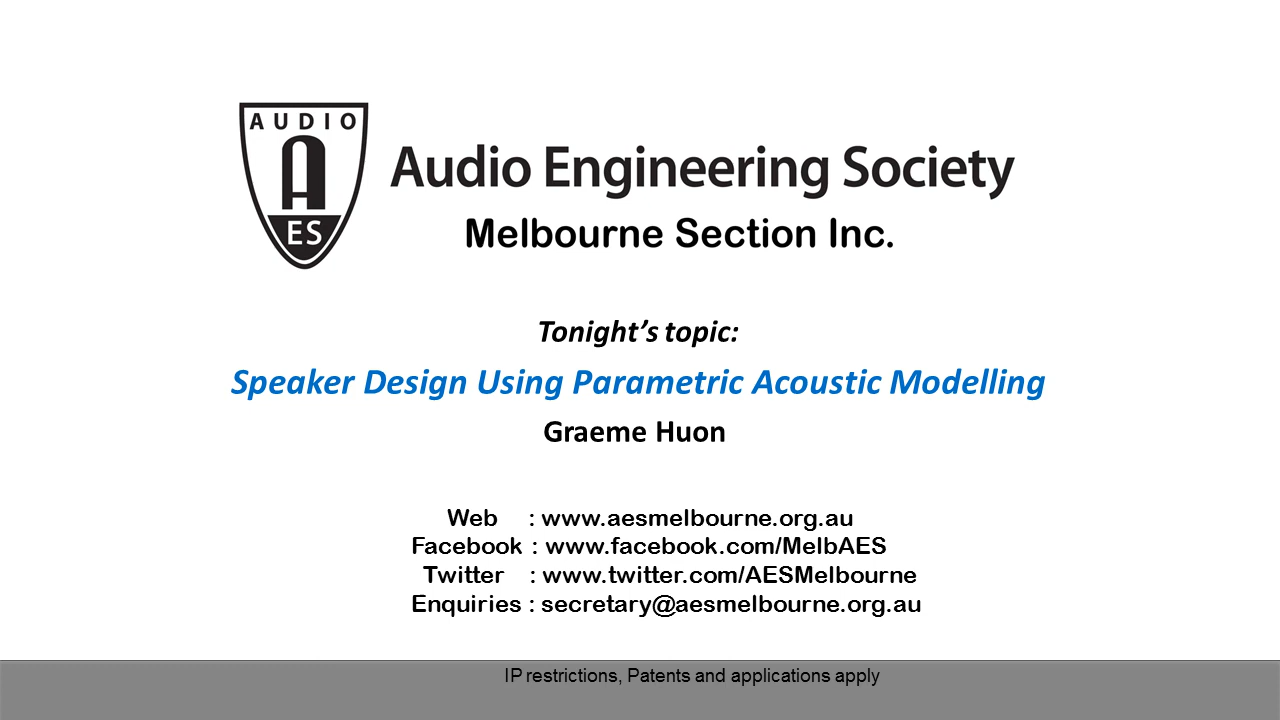 AUDIO
A
ES
Audio Engineering Society
Melbourne Section Inc.
Tonight’s topic:
Speaker Design Using Parametric Acoustic Modelling
Graeme Huon
Web : www.aesmelbourne.org.au
Facebook : www.facebook.com/MelbAES
Twitter : www.twitter.com/AESMelbourne
Enquiries : secretary@aesmelbourne.org.au
IP restrictions, Patents and applications apply